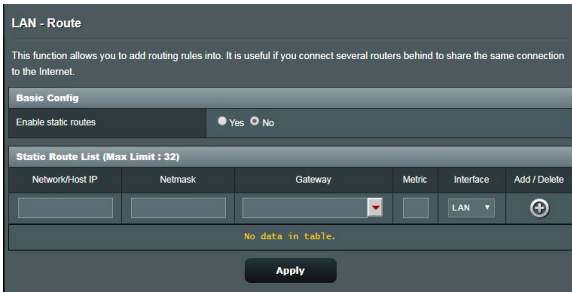 LAN - Route
This function allows you to add routing rules into. It is useful if you connect several routers behind to share the same connection
to the Internet.
Basic Config
Enable static routes Yes No
Static Route List (Max Limit : 32)
Network/Host IP Netmask Gateway Metric Interface Add / Delete
LAN
No data in table.
Apply